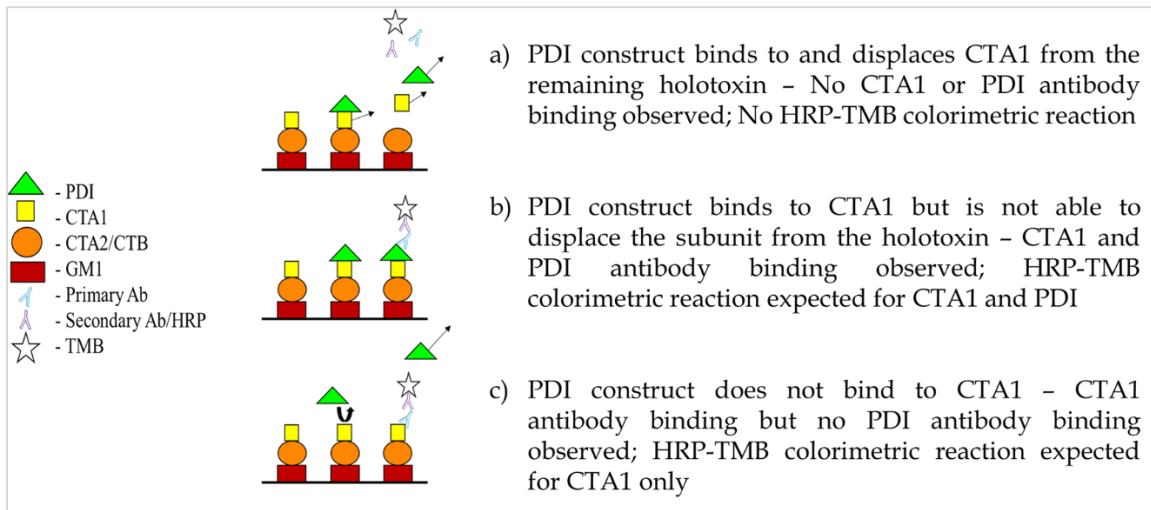 a) PDI construct binds to and displaces CTA1 from the
remaining holotoxin – No CTA1 or PDI antibody
binding observed; No HRP-TMB colorimetric reaction
- PDI
- CTA1
- CTA2/CTB
- GM1
- Primary Ab
- Secondary Ab/HRP
- TMB
b) PDI construct binds to CTA1 but is not able to
displace the subunit from the holotoxin – CTA1 and
PDI antibody binding observed; HRP-TMB
colorimetric reaction expected for CTA1 and PDI
c) PDI construct does not bind to CTA1 – CTA1
antibody binding but no PDI antibody binding
observed; HRP-TMB colorimetric reaction expected
for CTA1 only